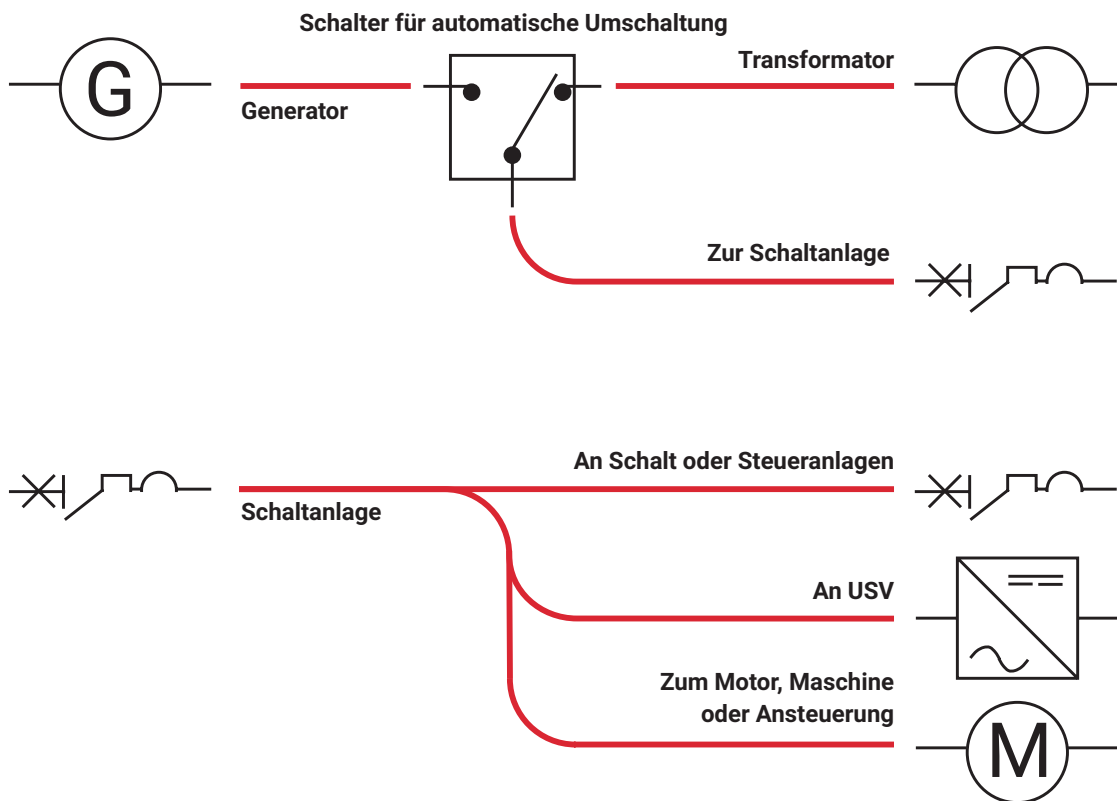 Schalter für automatische Umschaltung
Transformator
G
Generator
Zur Schaltanlage
An Schalt oder Steueranlagen
Schaltanlage
An USV
Zum Motor, Maschine
oder Ansteuerung
M